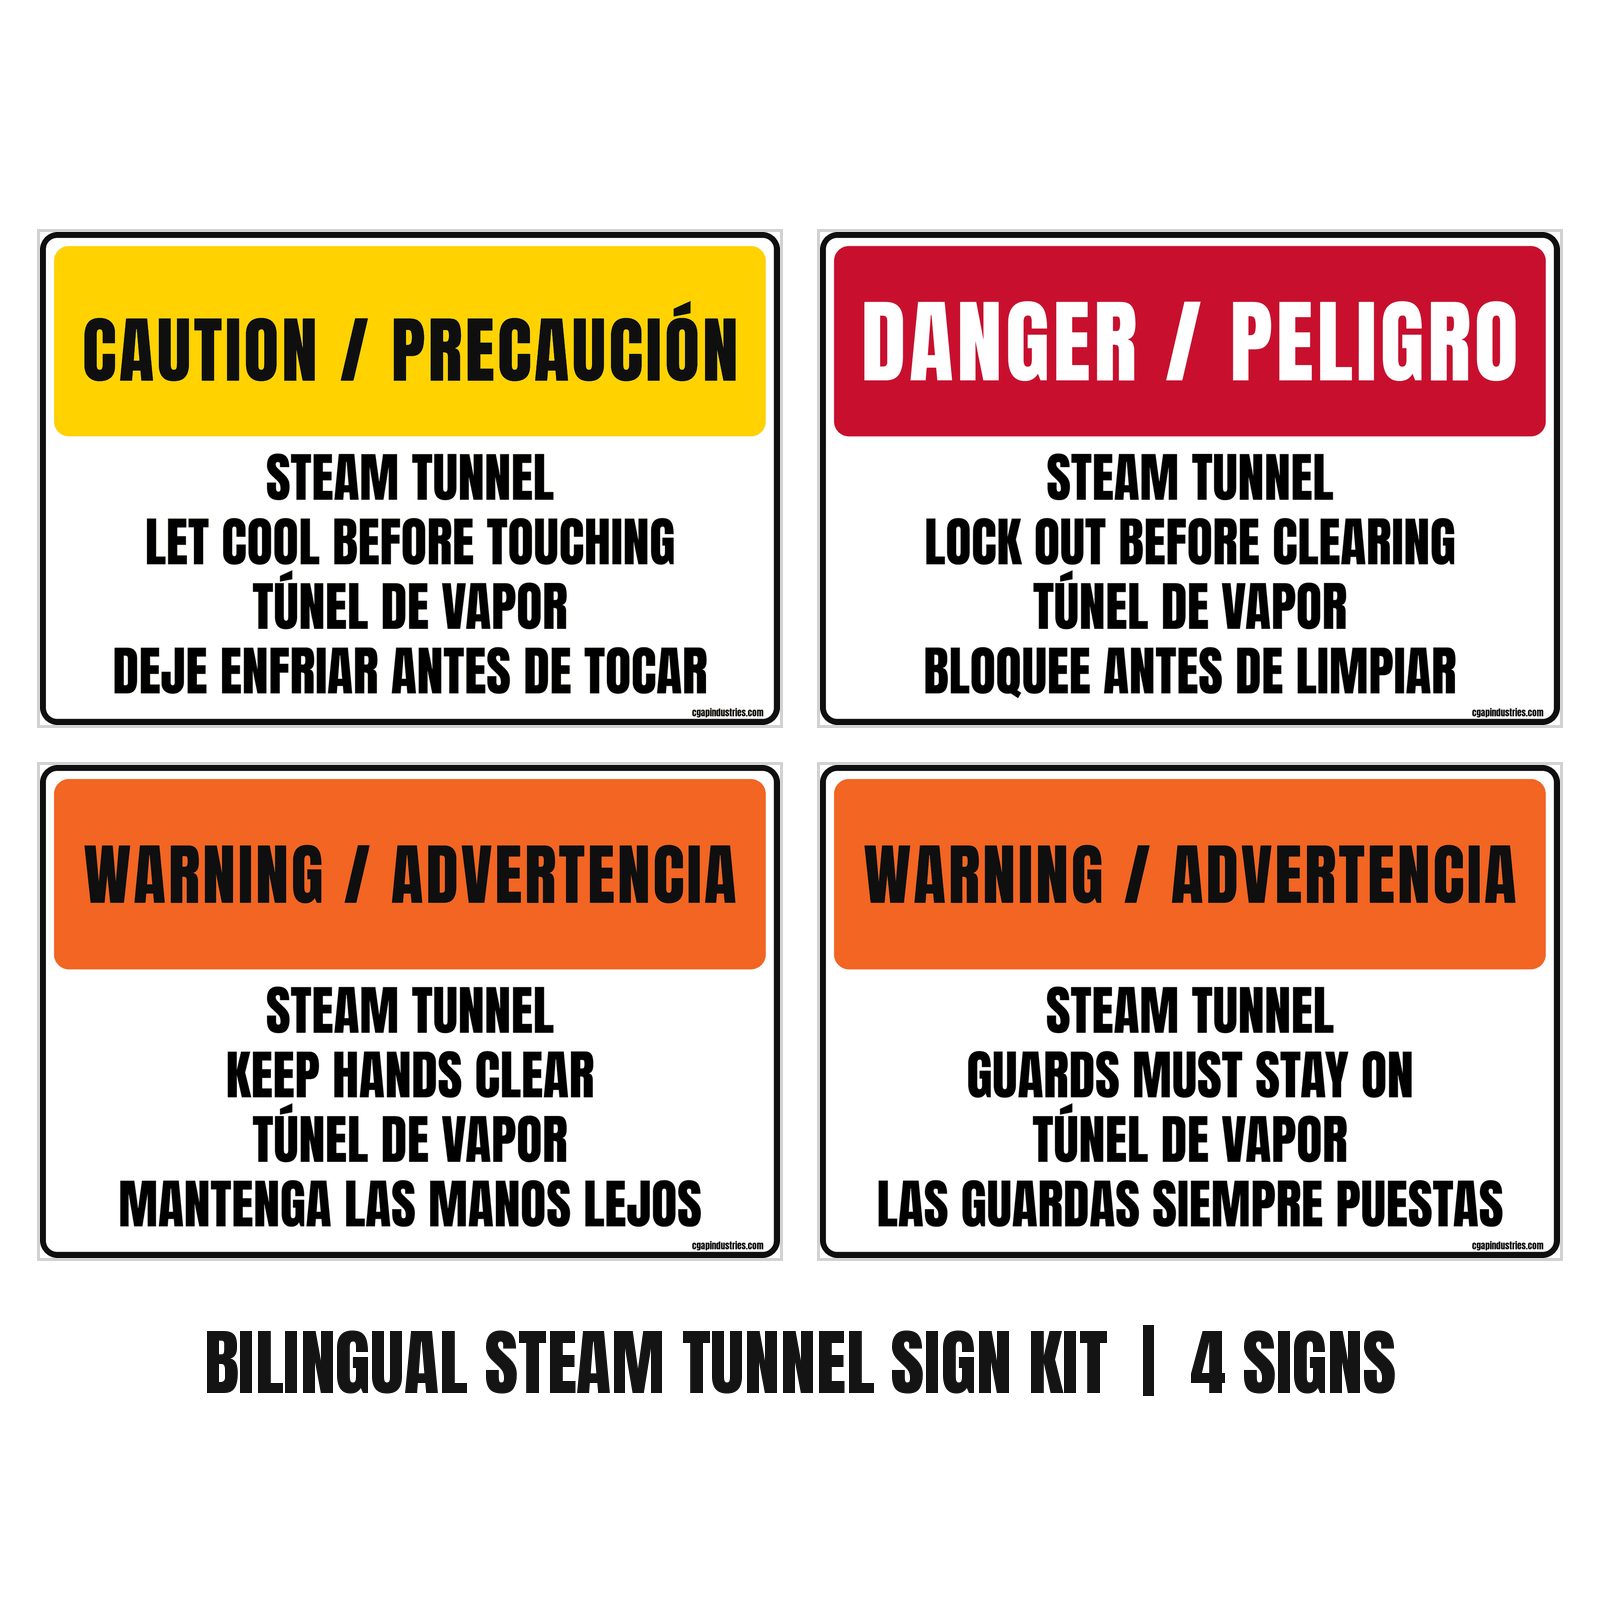 CAUTION / PRECAUCIÓN
STEAM TUNNEL
LET COOL BEFORE TOUCHING
TÚNEL DE VAPOR
DEJE ENFRIAR ANTES DE TOCAR
cgapindustries.com
DANGER / PELIGRO
STEAM TUNNEL
LOCK OUT BEFORE CLEARING
TÚNEL DE VAPOR
BLOQUEE ANTES DE LIMPIAR
cgapindustries.com
WARNING / ADVERTENCIA
STEAM TUNNEL
KEEP HANDS CLEAR
TÚNEL DE VAPOR
MANTENGA LAS MANOS LEJOS
cgapindustries.com
WARNING / ADVERTENCIA
STEAM TUNNEL
GUARDS MUST STAY ON
TÚNEL DE VAPOR
LAS GUARDAS SIEMPRE PUESTAS
cgapindustries.com
BILINGUAL STEAM TUNNEL SIGN KIT | 4 SIGNS